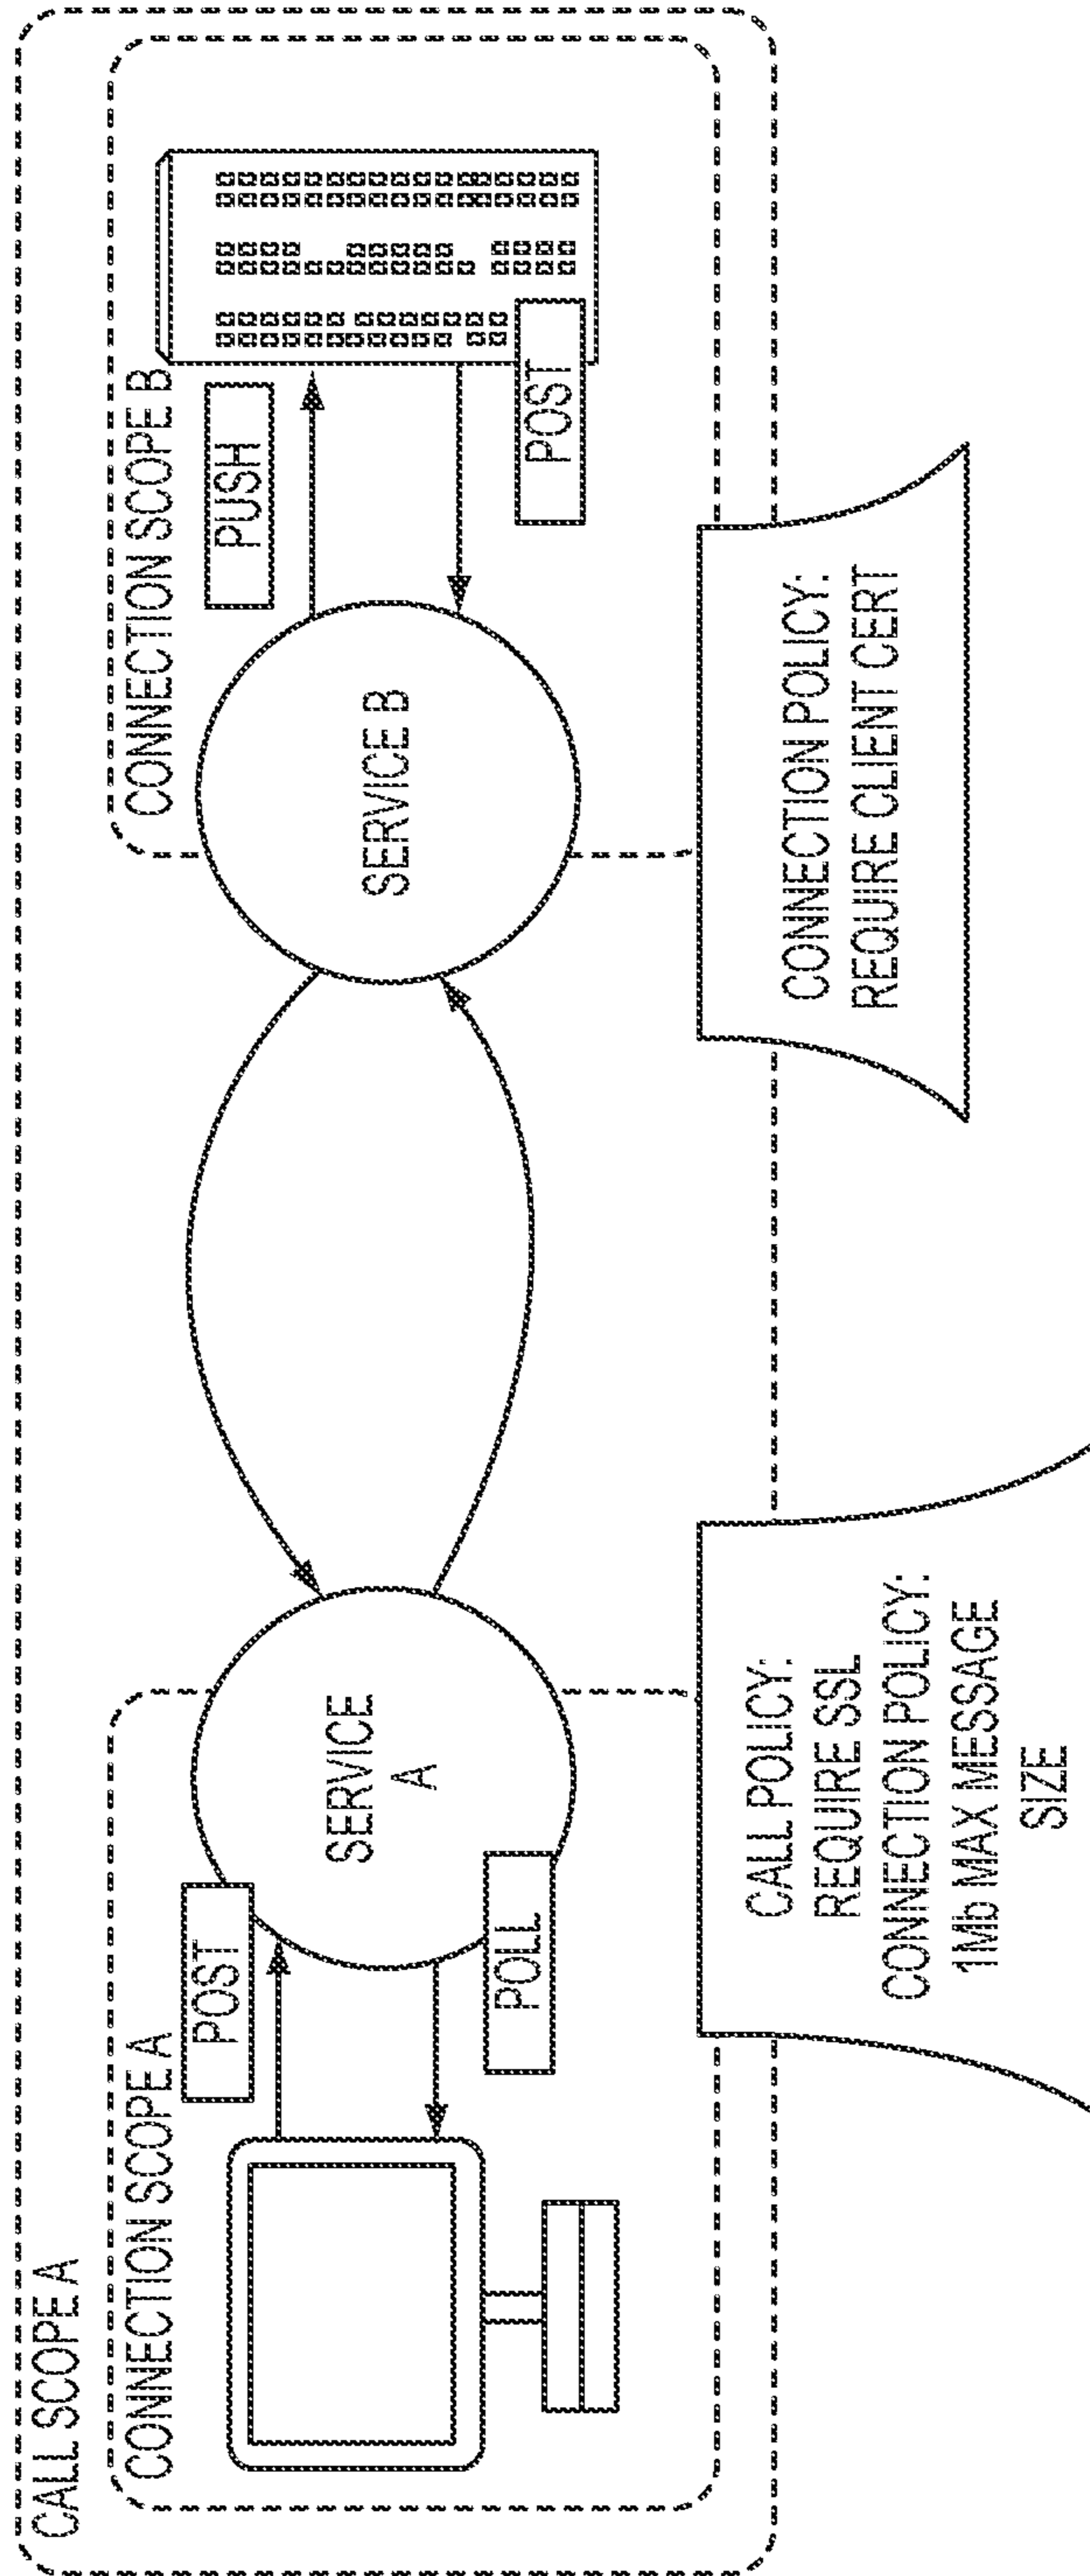 CALL SCOPE A
CONNECTION SCOPE A
CONNECTION SCOPE B
POST
POLL
SERVICE
A
SERVICE B
PUSH
POST
CALL POLICY:
REQUIRE SSL
CONNECTION POLICY:
1Mb MAX MESSAGE
SIZE
CONNECTION POLICY:
REQUIRE CLIENT CERT